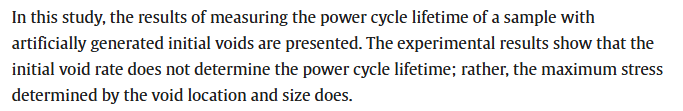 In this study, the results of measuring the power cycle lifetime of a sample with
artificially generated initial voids are presented. The experimental results show that the
initial void rate does not determine the power cycle lifetime; rather, the maximum stress
determined by the void location and size does.